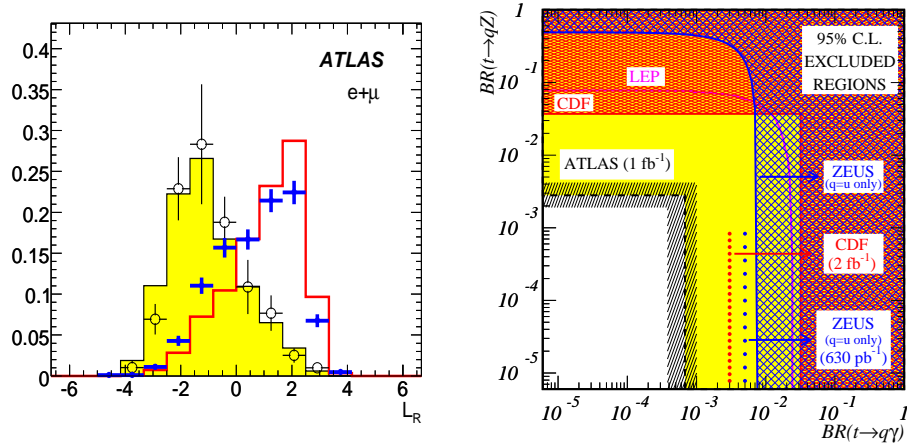 0.4
0.35
0.3
0.25
0.2
0.15
0.1
0.05
0
-6 -4 -2 0 2 4 6
L_R
ATLAS
e+μ
BR(t→qZ)
1
10^-1
10^-2
10^-3
10^-4
10^-5
95% C.L.
EXCLUDED
REGIONS
LEP
CDF
ATLAS (1 fb^-1)
ZEUS
(q=u only)
CDF
(2 fb^-1)
ZEUS
(q=u only)
(630 pb^-1)
10^-5 10^-4 10^-3 10^-2 10^-1 1
BR(t→qγ)